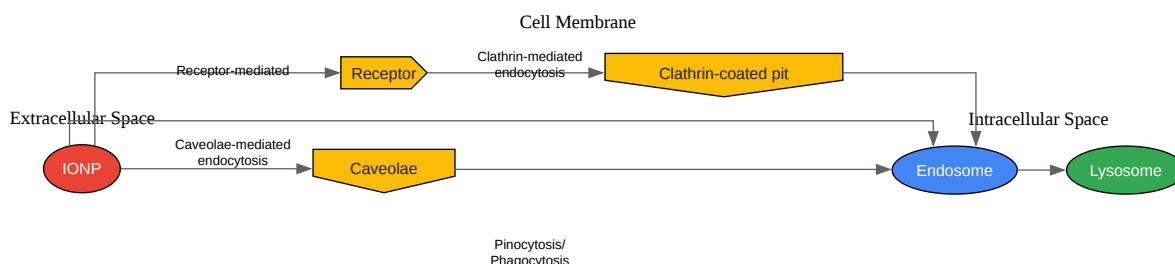 Cell Membrane
Receptor-mediated
Receptor
Clathrin-mediated
endocytosis
Clathrin-coated pit
Extracellular Space
Intracellular Space
IONP
Caveolae-mediated
endocytosis
Caveolae
Endosome
Lysosome
Pinocytosis/
Phagocytosis